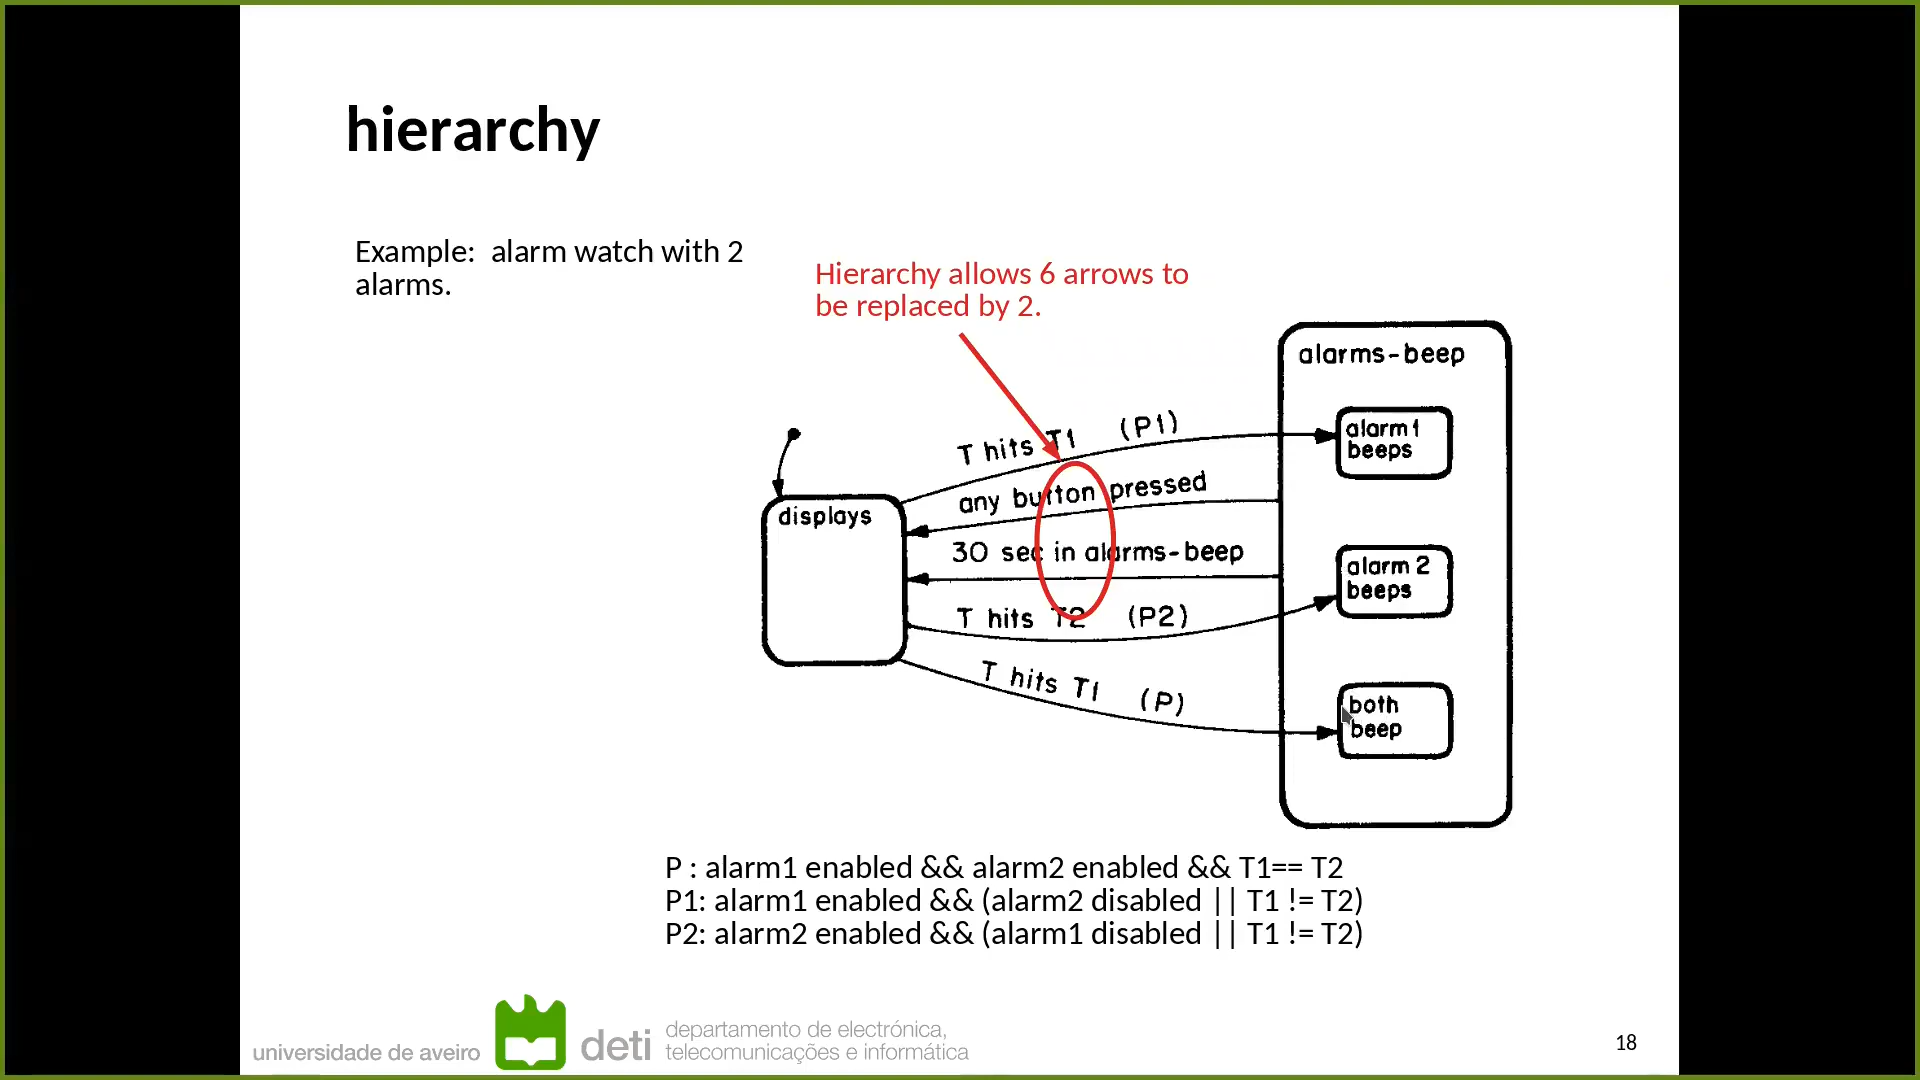 hierarchy
Example:  alarm watch with 2
alarms.
Hierarchy allows 6 arrows to
be replaced by 2.
alarms-beep
T hits T1 (P1)
alarm 1
beeps
any button pressed
displays
30 sec in alarms-beep
alarm 2
beeps
T hits T2 (P2)
T hits T1 (P)
both
beep
P : alarm1 enabled && alarm2 enabled && T1== T2
P1: alarm1 enabled && (alarm2 disabled || T1 != T2)
P2: alarm2 enabled && (alarm1 disabled || T1 != T2)
universidade de aveiro
deti
departamento de electrónica,
telecomunicações e informática
18